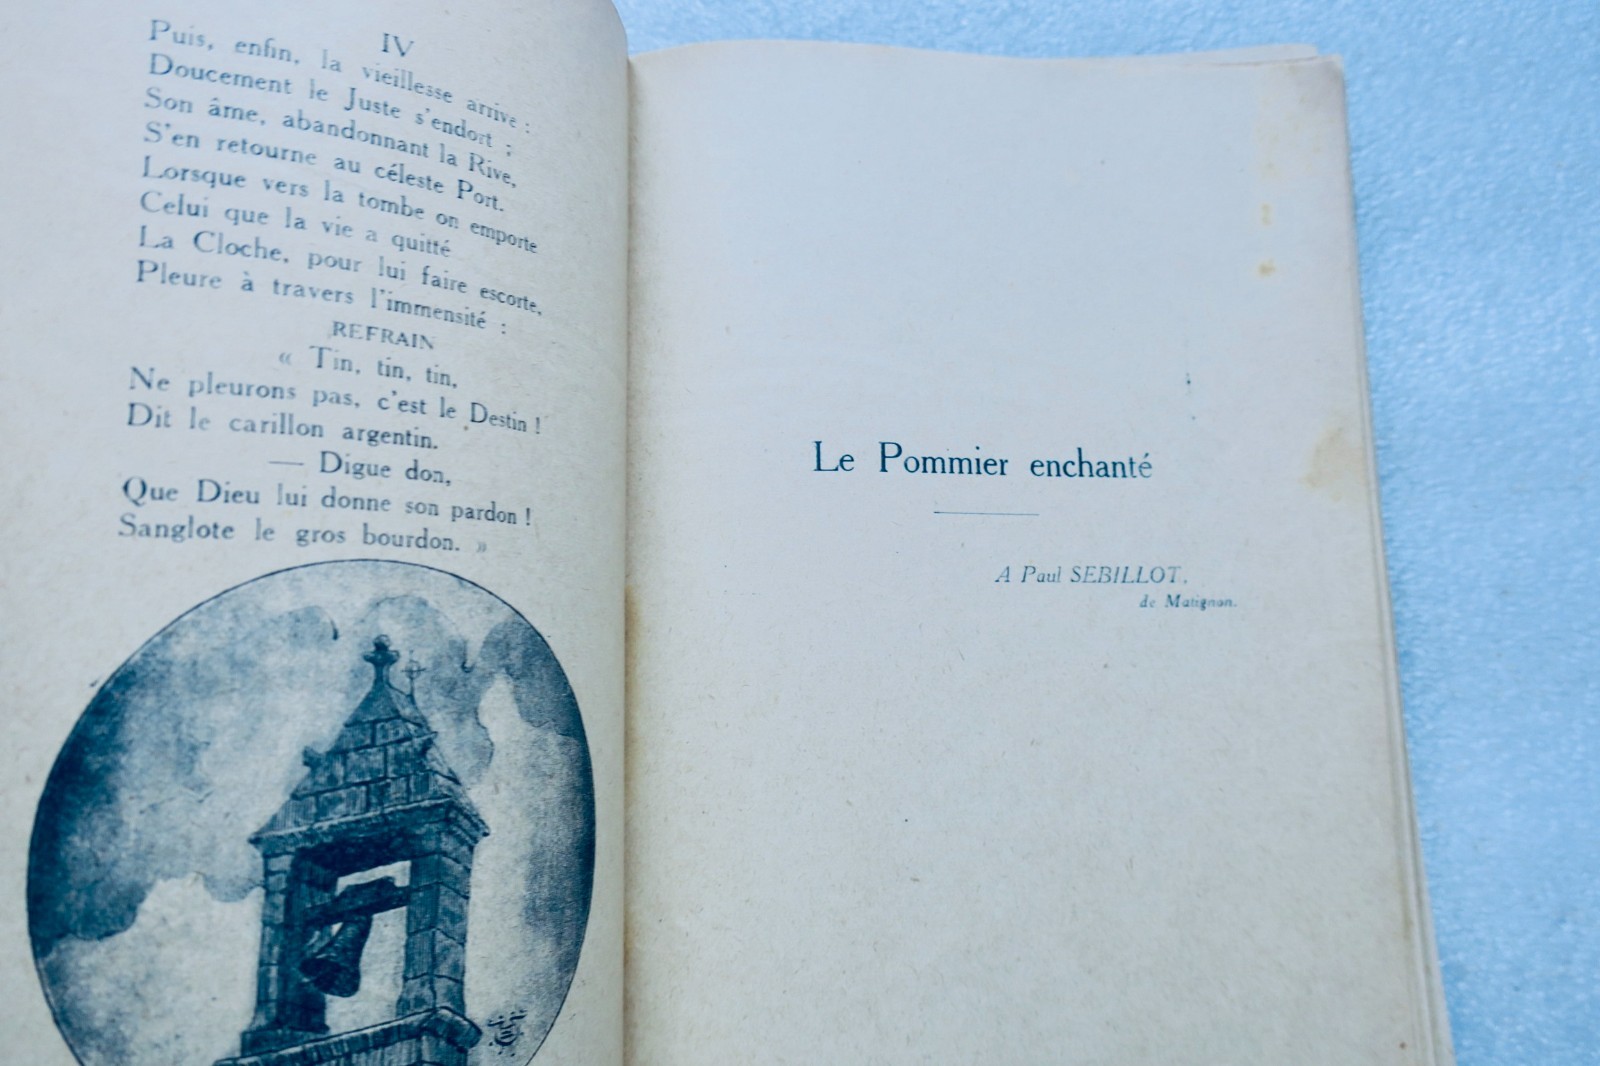 IV
Puis, enfin, la vieillesse arrive :
Doucement le Juste s'endort ;
Son âme, abandonnant la Rive,
S'en retourne au céleste Port.
Lorsque vers la tombe on emporte
Celui que la vie a quitté
La Cloche, pour lui faire escorte,
Pleure à travers l'immensité :
REFRAIN
« Tin, tin, tin,
Ne pleurons pas, c'est le Destin !
Dit le carillon argentin.
— Digue don,
Que Dieu lui donne son pardon !
Sanglote le gros bourdon. »
Le Pommier enchanté
A Paul SEBILLOT,
de Matignon.